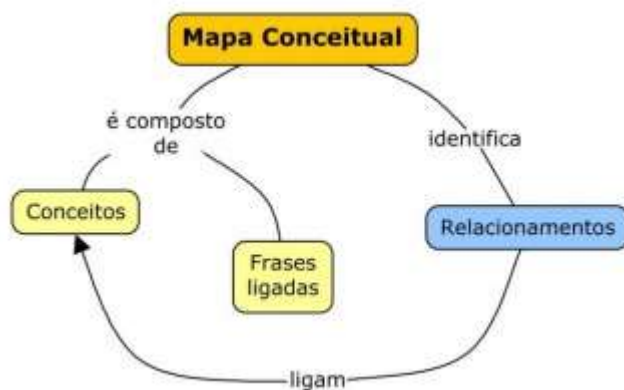 Mapa Conceitual
é composto
de
identifica
Conceitos
Relacionamentos
Frases
ligadas
ligam